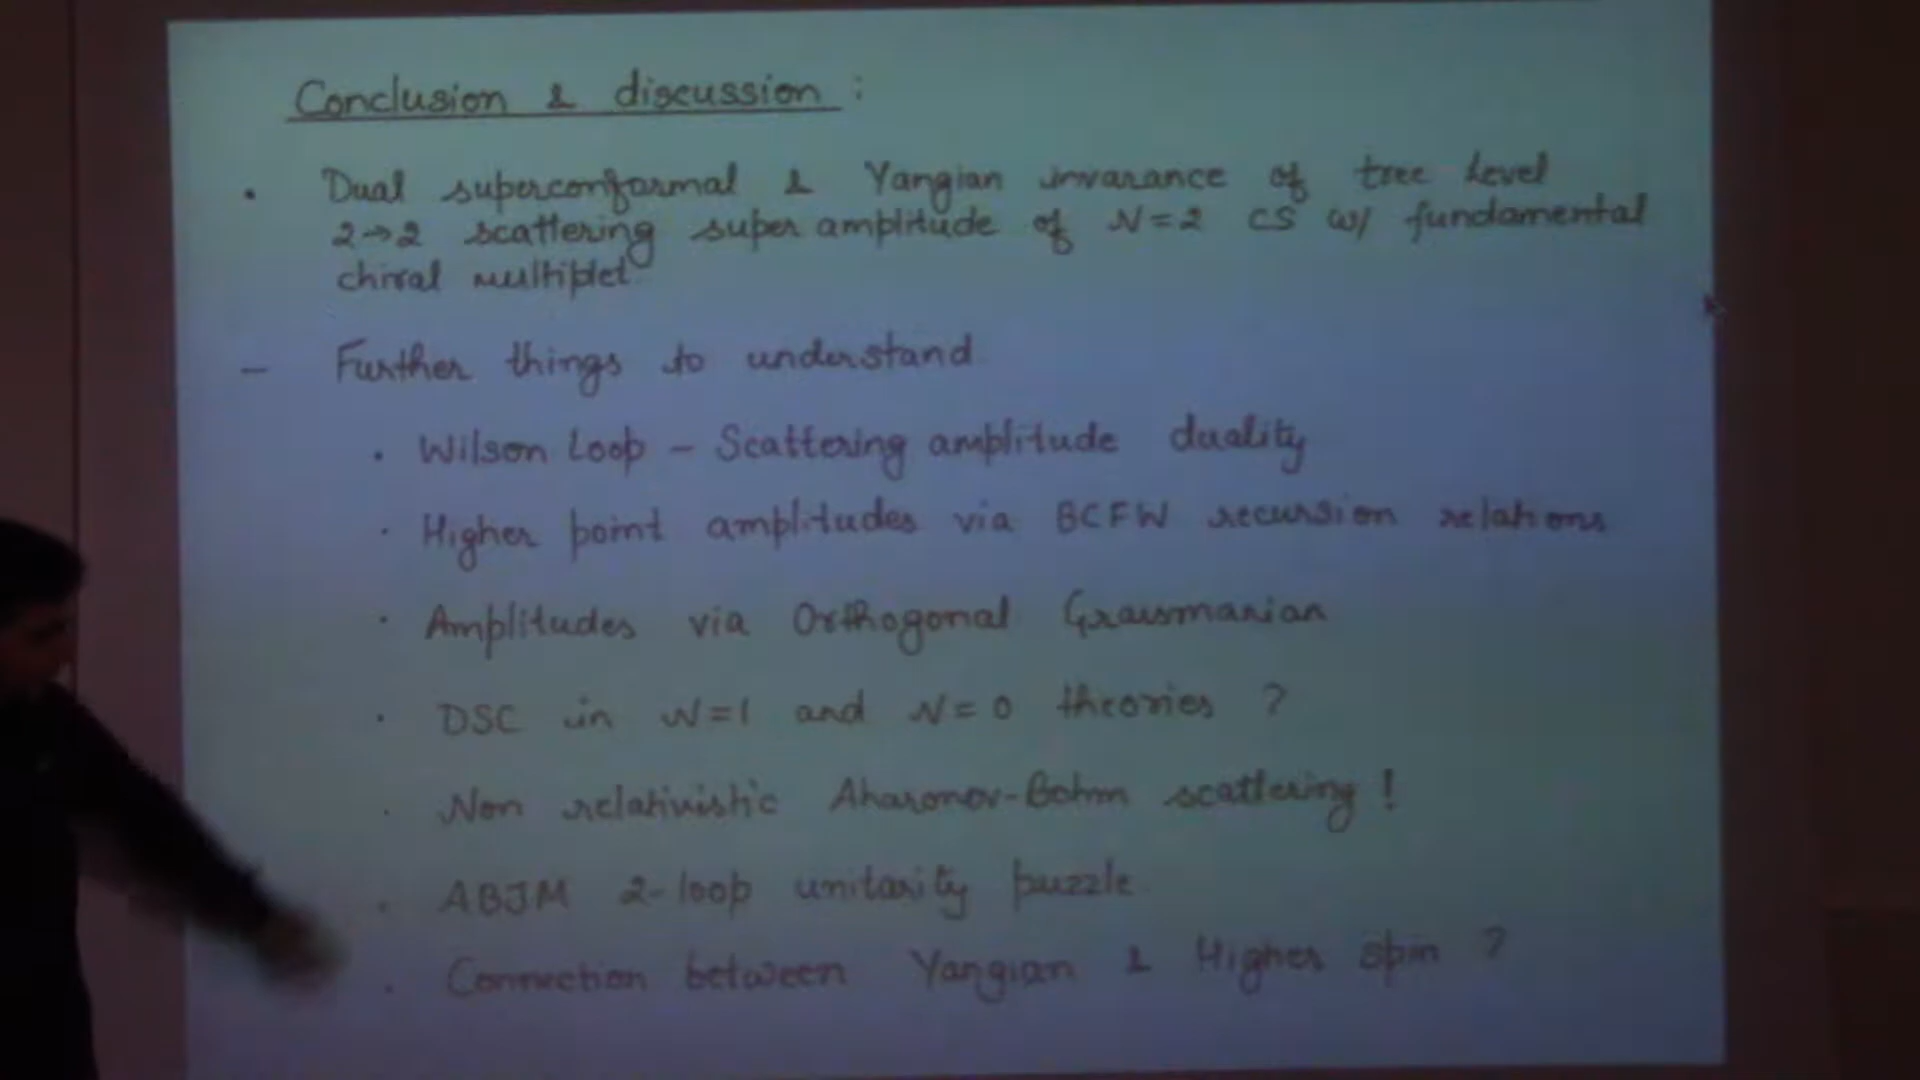 Conclusion & discussion :
• Dual superconformal & Yangian invarance of tree level
2→2 scattering super amplitude of N=2 CS w/ fundamental
chiral multiplet
– Further things to understand
• Wilson Loop – Scattering amplitude duality
• Higher point amplitudes via BCFW recursion relations
• Amplitudes via Orthogonal Grassmanian
• DSC in N=1 and N=0 theories ?
• Non relativistic Aharonov-Bohm scattering !
• ABJM 2-loop unitarity puzzle
• Connection between Yangian & Higher spin ?